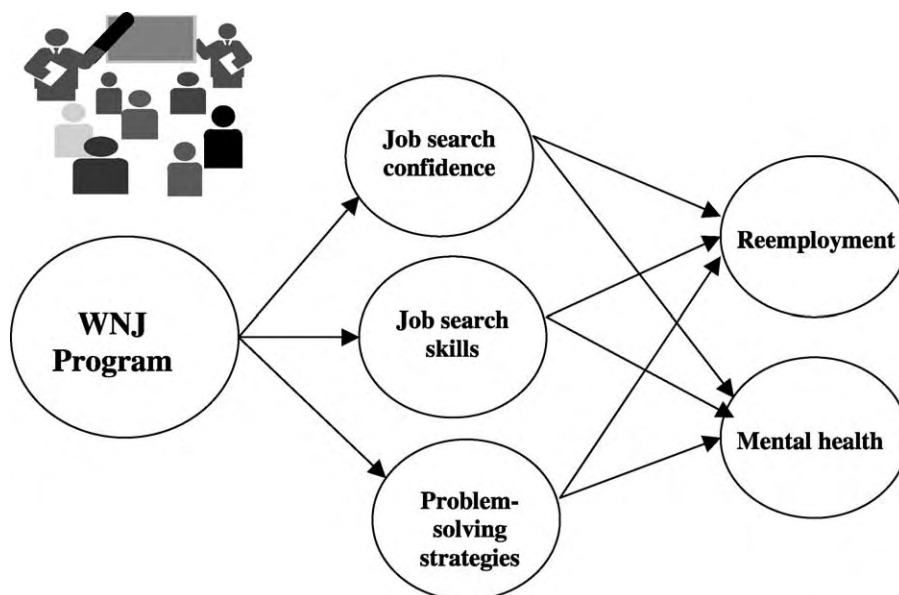 Job search
confidence
Reemployment
WNJ
Program
Job search
skills
Mental health
Problem-
solving
strategies